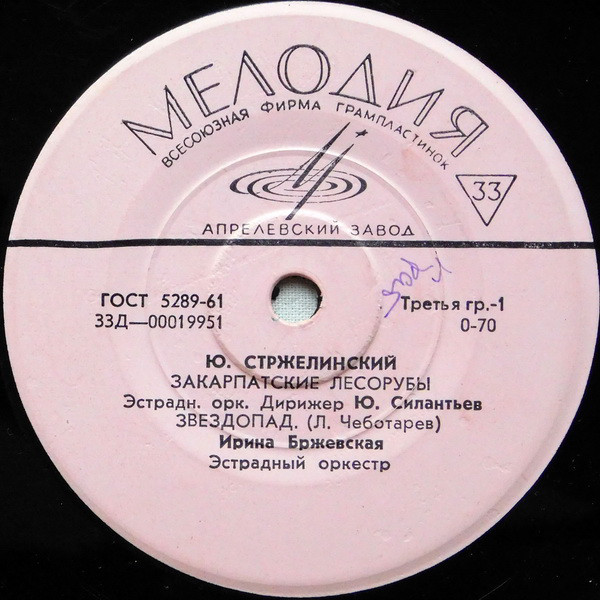 МЕЛОДИЯ
ВСЕСОЮЗНАЯ ФИРМА ГРАМПЛАСТИНОК
33
АПРЕЛЕВСКИЙ ЗАВОД
ГОСТ 5289-61 Третья гр.-1
33Д—00019951 0-70
Ю. СТРЖЕЛИНСКИЙ
ЗАКАРПАТСКИЕ ЛЕСОРУБЫ
Эстрадн. орк. Дирижер Ю. Силантьев
ЗВЕЗДОПАД. (Л. Чеботарев)
Ирина Бржевская
Эстрадный оркестр